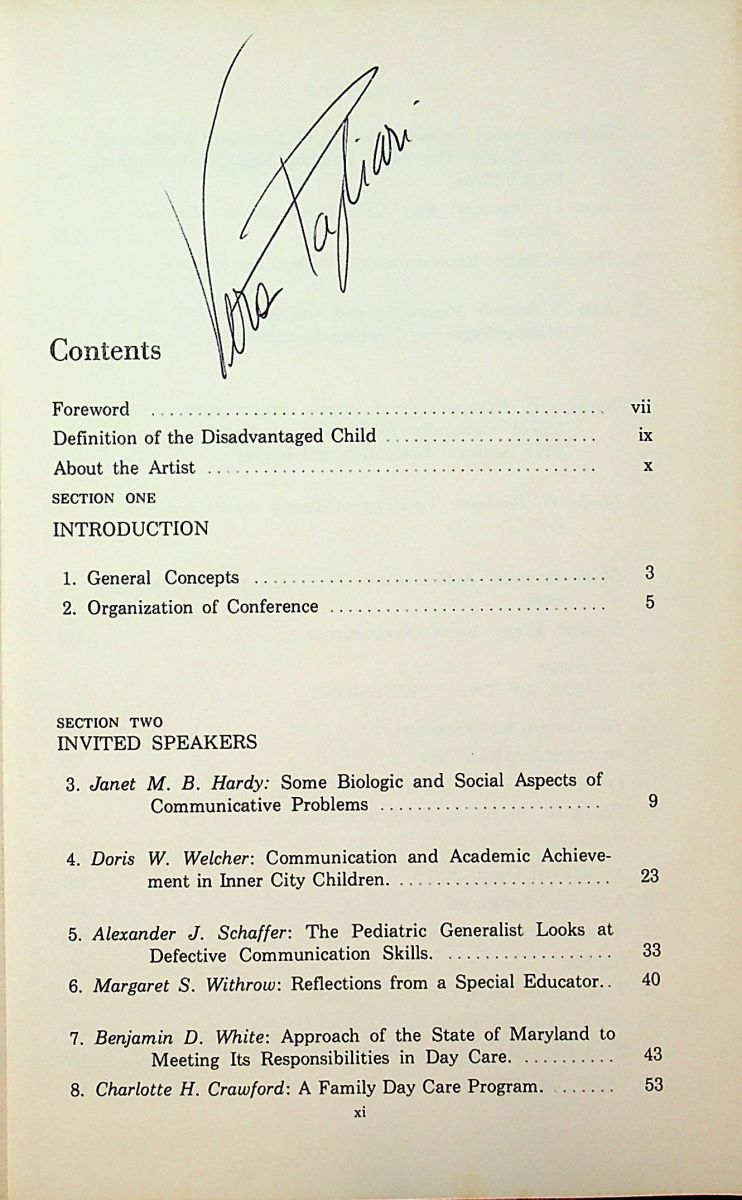 Vera Pagliari
Contents
Foreword ................................................ vii
Definition of the Disadvantaged Child ....................... ix
About the Artist .......................................... x
SECTION ONE
INTRODUCTION
1. General Concepts ...................................... 3
2. Organization of Conference .............................. 5
SECTION TWO
INVITED SPEAKERS
3. Janet M. B. Hardy: Some Biologic and Social Aspects of
Communicative Problems ........................ 9
4. Doris W. Welcher: Communication and Academic Achieve-
ment in Inner City Children. ....................... 23
5. Alexander J. Schaffer: The Pediatric Generalist Looks at
Defective Communication Skills. .................. 33
6. Margaret S. Withrow: Reflections from a Special Educator.. 40
7. Benjamin D. White: Approach of the State of Maryland to
Meeting Its Responsibilities in Day Care. .......... 43
8. Charlotte H. Crawford: A Family Day Care Program. ....... 53
xi